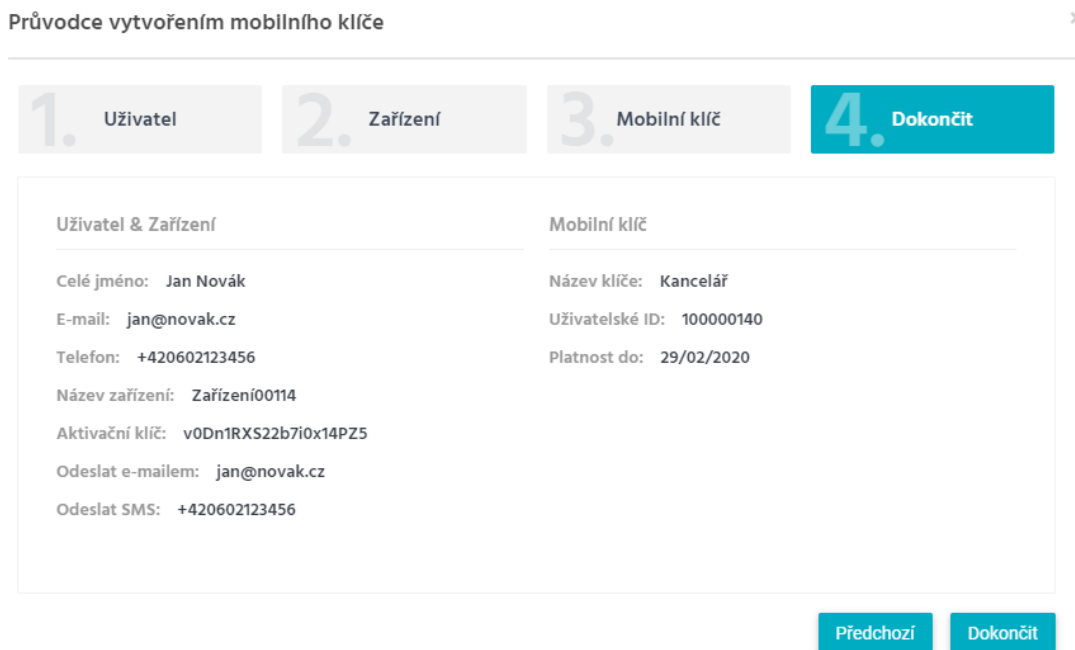 Průvodce vytvořením mobilního klíče
1. Uživatel
2. Zařízení
3. Mobilní klíč
4. Dokončit
Uživatel & Zařízení
Celé jméno: Jan Novák
E-mail: jan@novak.cz
Telefon: +420602123456
Název zařízení: Zařízení00114
Aktivační klíč: v0Dn1RXS22b7i0x14PZ5
Odeslat e-mailem: jan@novak.cz
Odeslat SMS: +420602123456
Mobilní klíč
Název klíče: Kancelář
Uživatelské ID: 100000140
Platnost do: 29/02/2020
Předchozí
Dokončit